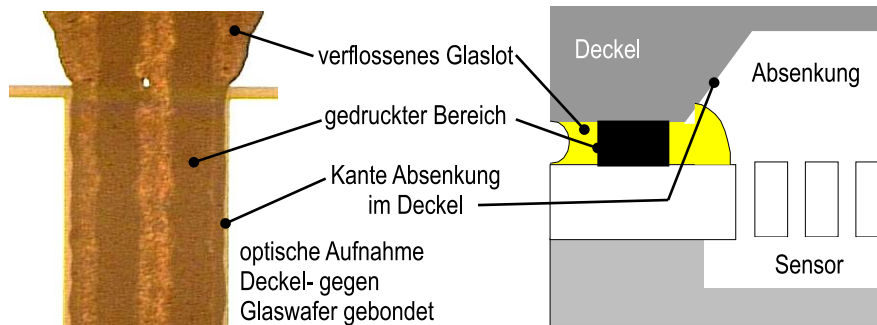 verflossenes Glaslot
gedruckter Bereich
Kante Absenkung
im Deckel
optische Aufnahme
Deckel- gegen
Glaswafer gebondet
Deckel
Absenkung
Sensor